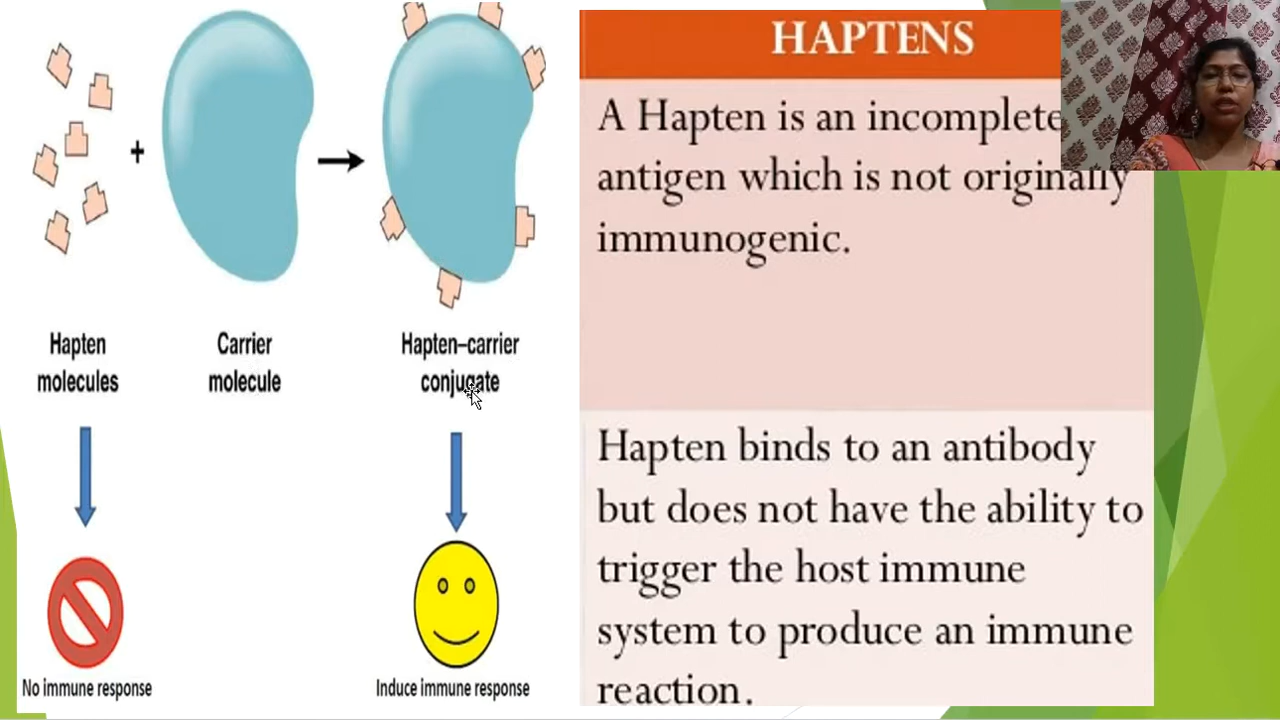 +
Hapten
molecules
Carrier
molecule
Hapten–carrier
conjugate
No immune response
Induce immune response
HAPTENS
A Hapten is an incomplete
antigen which is not originally
immunogenic.
Hapten binds to an antibody
but does not have the ability to
trigger the host immune
system to produce an immune
reaction.